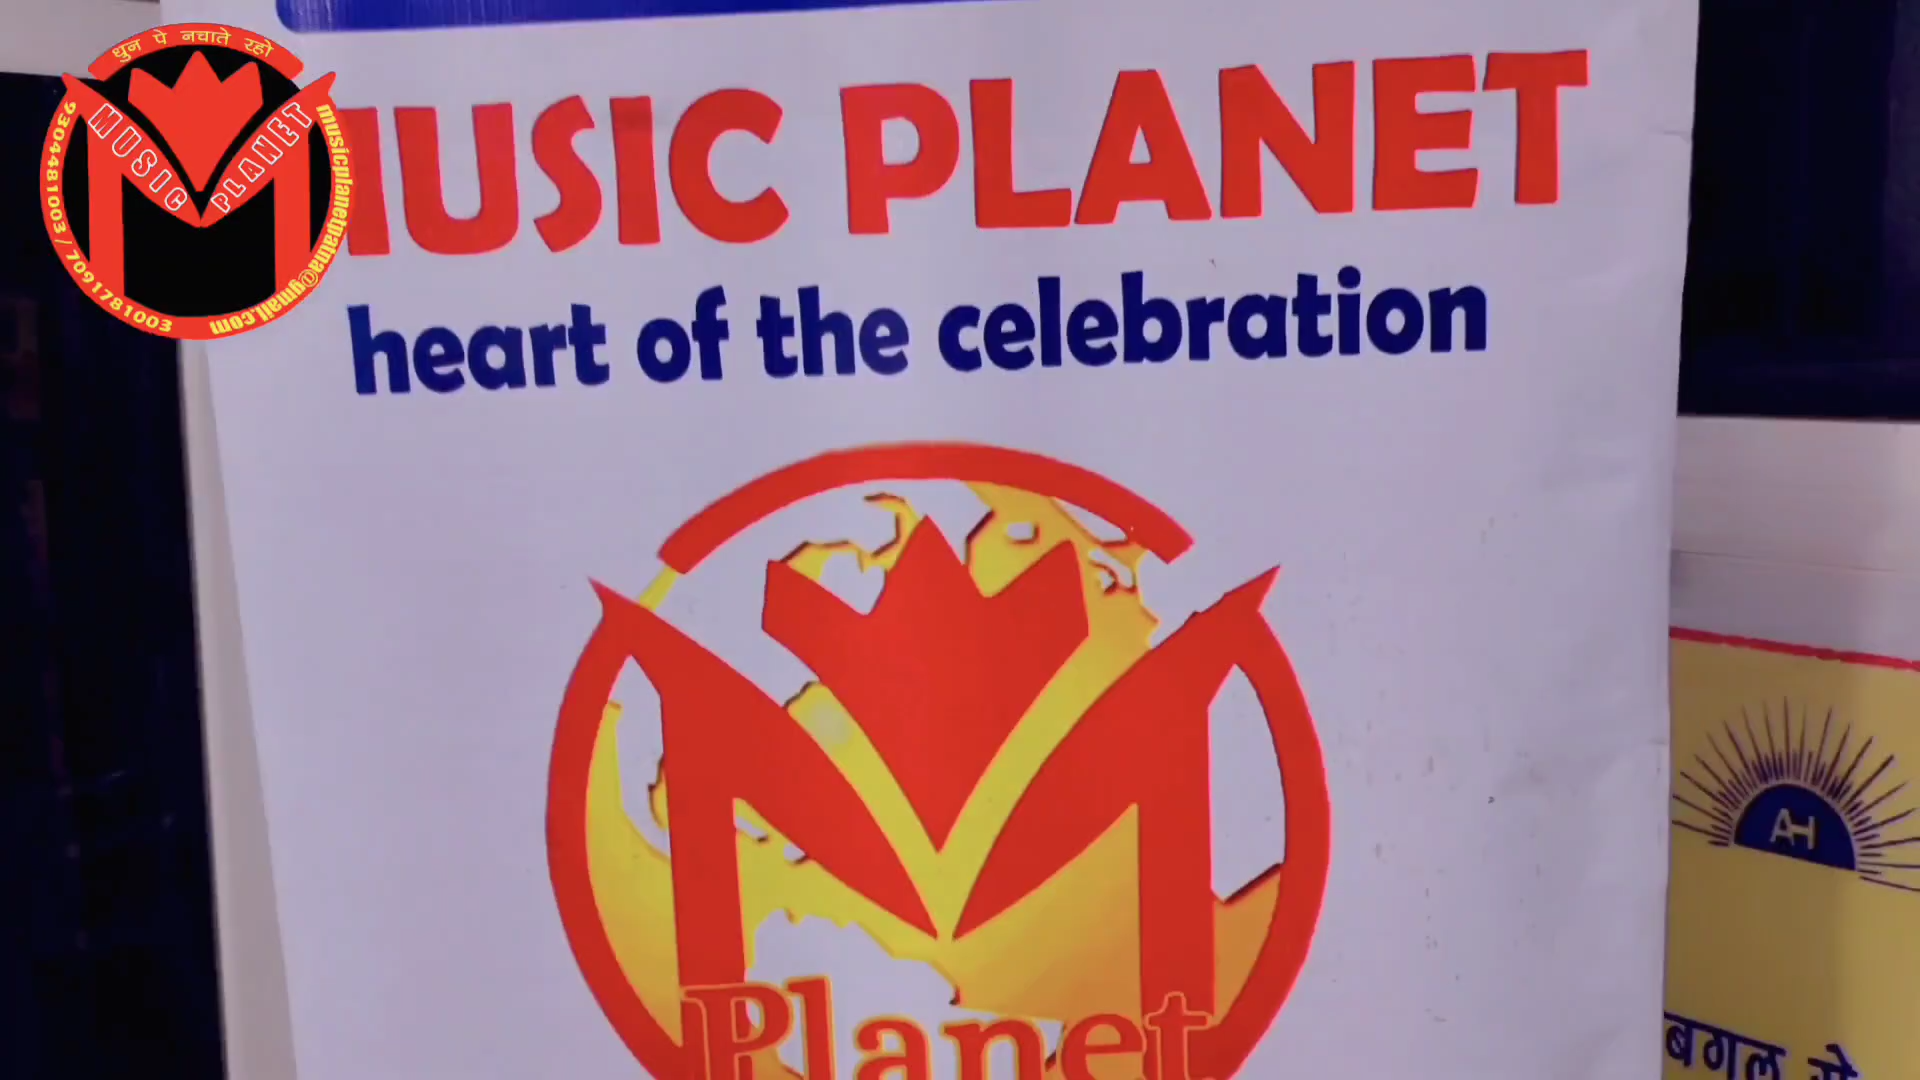 धुन पे नचाते रहो
MUSIC PLANET
9304481003 / 7091781003
musicplanetpatna@gmail.com
MUSIC PLANET
heart of the celebration
Planet
AH
बगल में